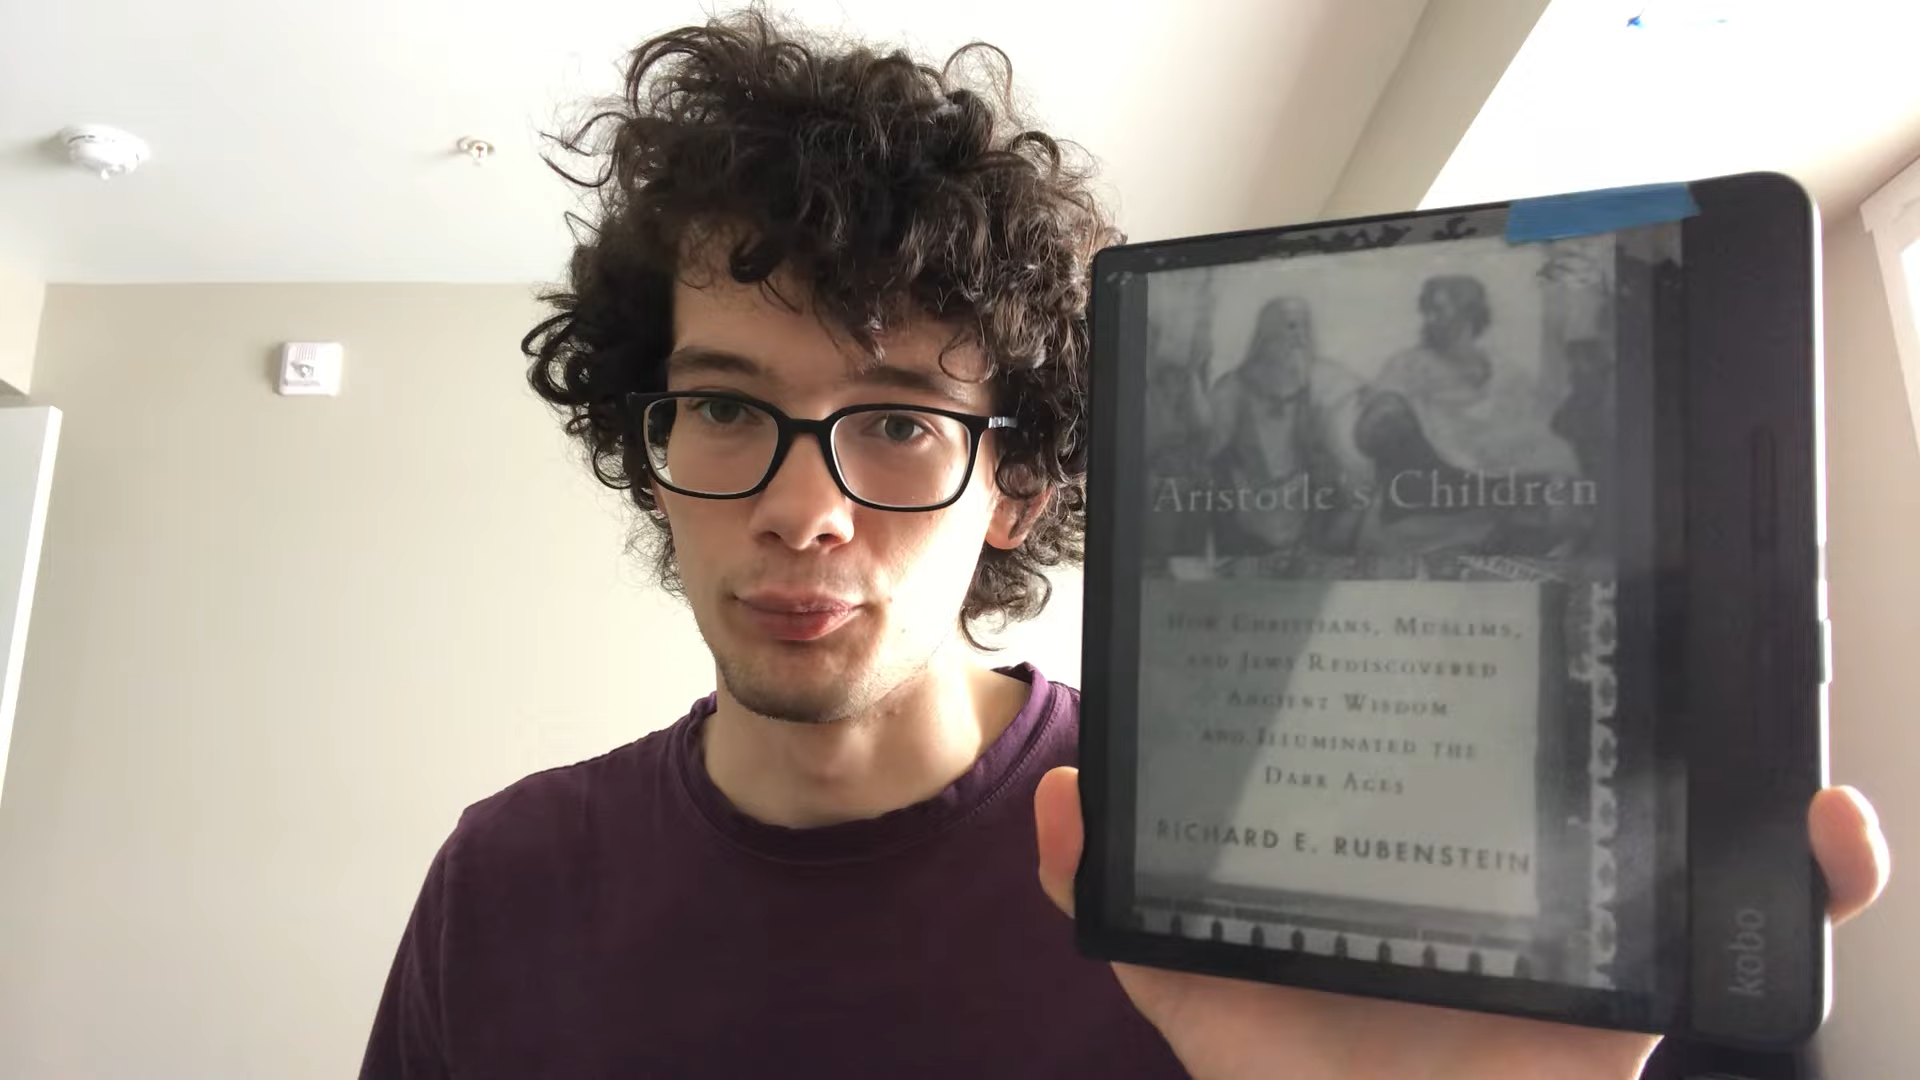 Aristotle's Children
How Christians, Muslims,
and Jews Rediscovered
Ancient Wisdom
and Illuminated the
Dark Ages
RICHARD E. RUBENSTEIN
kobo